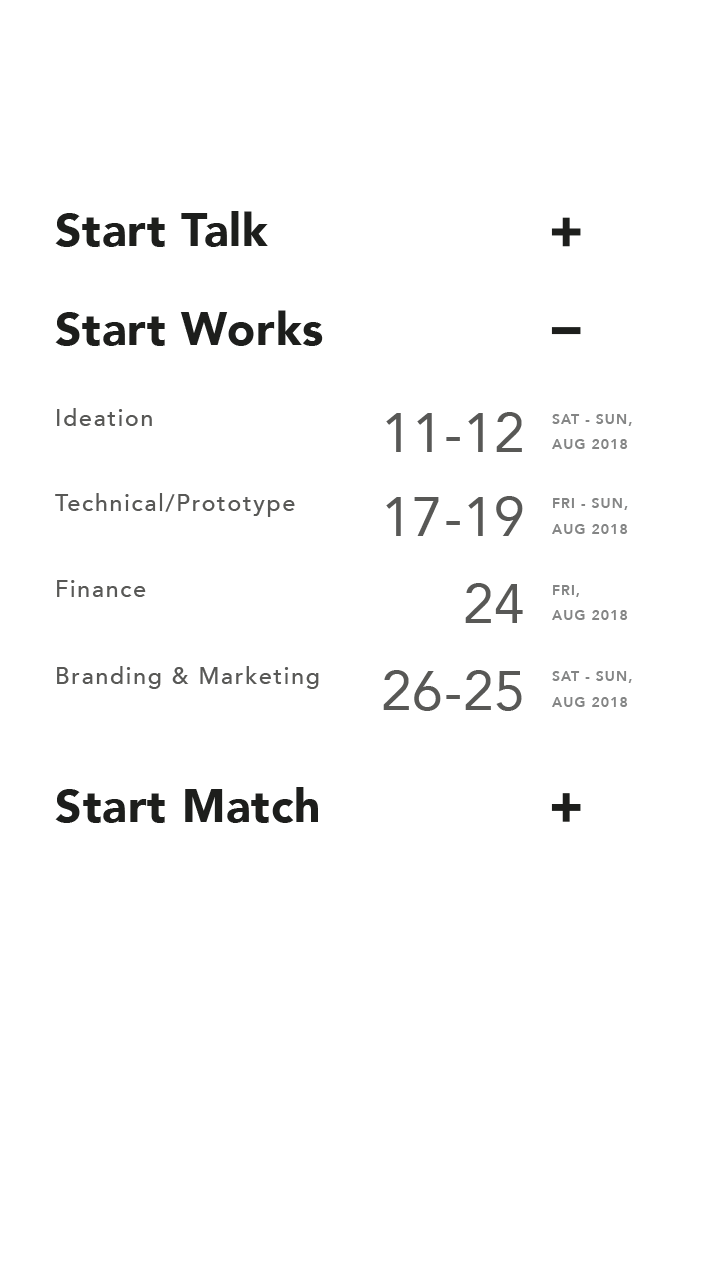 Start Talk +
Start Works −
Ideation 11-12 SAT - SUN,
AUG 2018
Technical/Prototype 17-19 FRI - SUN,
AUG 2018
Finance 24 FRI,
AUG 2018
Branding & Marketing 26-25 SAT - SUN,
AUG 2018
Start Match +